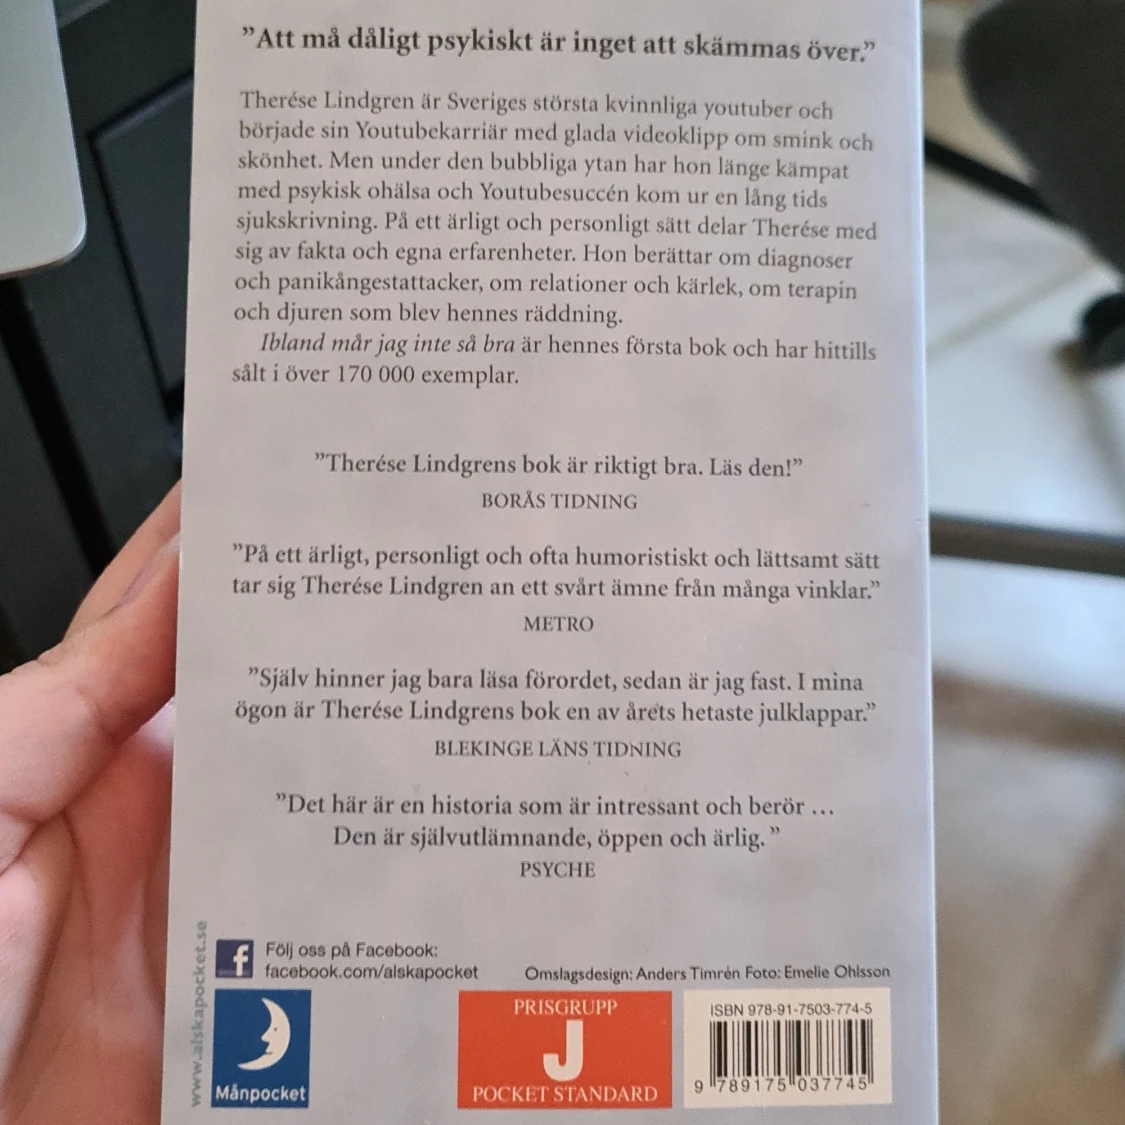 ”Att må dåligt psykiskt är inget att skämmas över.”
Therése Lindgren är Sveriges största kvinnliga youtuber och
började sin Youtubekarriär med glada videoklipp om smink och
skönhet. Men under den bubbliga ytan har hon länge kämpat
med psykisk ohälsa och Youtubesuccén kom ur en lång tids
sjukskrivning. På ett ärligt och personligt sätt delar Therése med
sig av fakta och egna erfarenheter. Hon berättar om diagnoser
och panikångestattacker, om relationer och kärlek, om terapin
och djuren som blev hennes räddning.
Ibland mår jag inte så bra är hennes första bok och har hittills
sålt i över 170 000 exemplar.
”Therése Lindgrens bok är riktigt bra. Läs den!”
BORÅS TIDNING
”På ett ärligt, personligt och ofta humoristiskt och lättsamt sätt
tar sig Therése Lindgren an ett svårt ämne från många vinklar.”
METRO
”Själv hinner jag bara läsa förordet, sedan är jag fast. I mina
ögon är Therése Lindgrens bok en av årets hetaste julklappar.”
BLEKINGE LÄNS TIDNING
”Det här är en historia som är intressant och berör …
Den är självutlämnande, öppen och ärlig.”
PSYCHE
www.alskapocket.se
f
Följ oss på Facebook:
facebook.com/alskapocket
Omslagsdesign: Anders Timrén Foto: Emelie Ohlsson
Månpocket
PRISGRUPP
J
POCKET STANDARD
ISBN 978-91-7503-774-5
9 789175 037745